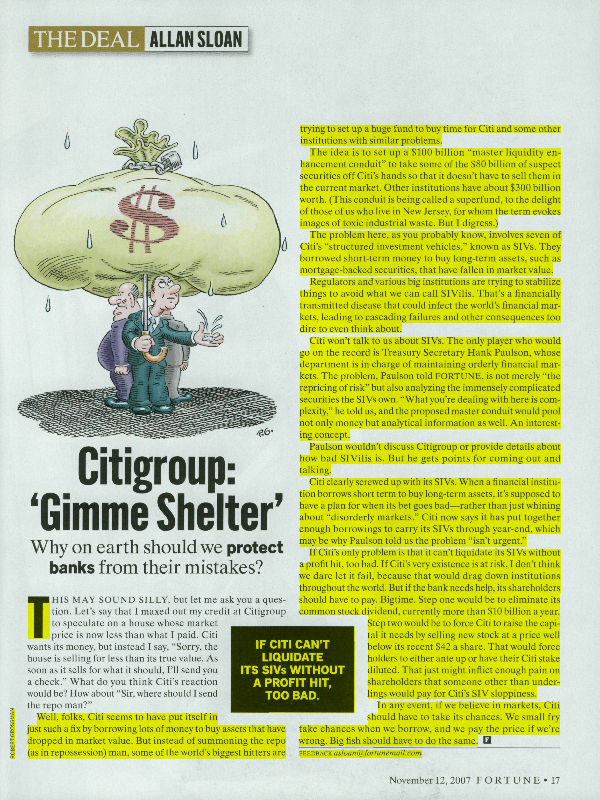 THE DEAL ALLAN SLOAN
$
R.G.
Citigroup:
‘Gimme Shelter’
Why on earth should we protect
banks from their mistakes?
THIS MAY SOUND SILLY, but let me ask you a ques-
tion. Let's say that I maxed out my credit at Citigroup
to speculate on a house whose market
price is now less than what I paid. Citi
wants its money, but instead I say, “Sorry, the
house is selling for less than its true value. As
soon as it sells for what it should, I'll send you
a check.” What do you think Citi's reaction
would be? How about “Sir, where should I send
the repo man?”
Well, folks, Citi seems to have put itself in
just such a fix by borrowing lots of money to buy assets that have
dropped in market value. But instead of summoning the repo
(as in repossession) man, some of the world's biggest hitters are
ROBERT GROSSMAN
trying to set up a huge fund to buy time for Citi and some other
institutions with similar problems.
The idea is to set up a $100 billion “master liquidity en-
hancement conduit” to take some of the $80 billion of suspect
securities off Citi's hands so that it doesn't have to sell them in
the current market. Other institutions have about $300 billion
worth. (This conduit is being called a superfund, to the delight
of those of us who live in New Jersey, for whom the term evokes
images of toxic industrial waste. But I digress.)
The problem here, as you probably know, involves seven of
Citi's “structured investment vehicles,” known as SIVs. They
borrowed short-term money to buy long-term assets, such as
mortgage-backed securities, that have fallen in market value.
Regulators and various big institutions are trying to stabilize
things to avoid what we can call SIVilis. That's a financially
transmitted disease that could infect the world's financial mar-
kets, leading to cascading failures and other consequences too
dire to even think about.
Citi won't talk to us about SIVs. The only player who would
go on the record is Treasury Secretary Hank Paulson, whose
department is in charge of maintaining orderly financial mar-
kets. The problem, Paulson told FORTUNE, is not merely “the
repricing of risk” but also analyzing the immensely complicated
securities the SIVs own. “What you're dealing with here is com-
plexity,” he told us, and the proposed master conduit would pool
not only money but analytical information as well. An interest-
ing concept.
Paulson wouldn't discuss Citigroup or provide details about
how bad SIVilis is. But he gets points for coming out and
talking.
Citi clearly screwed up with its SIVs. When a financial institu-
tion borrows short term to buy long-term assets, it's supposed to
have a plan for when its bet goes bad—rather than just whining
about “disorderly markets.” Citi now says it has put together
enough borrowings to carry its SIVs through year-end, which
may be why Paulson told us the problem “isn't urgent.”
If Citi's only problem is that it can't liquidate its SIVs without
a profit hit, too bad. If Citi's very existence is at risk, I don't think
we dare let it fail, because that would drag down institutions
throughout the world. But if the bank needs help, its shareholders
should have to pay. Bigtime. Step one would be to eliminate its
common stock dividend, currently more than $10 billion a year.
Step two would be to force Citi to raise the capi-
tal it needs by selling new stock at a price well
below its recent $42 a share. That would force
holders to either ante up or have their Citi stake
diluted. That just might inflict enough pain on
shareholders that someone other than under-
lings would pay for Citi's SIV sloppiness.
In any event, if we believe in markets, Citi
should have to take its chances. We small fry
take chances when we borrow, and we pay the price if we're
wrong. Big fish should have to do the same. F
FEEDBACK asloan@fortunemail.com
IF CITI CAN'T
LIQUIDATE
ITS SIVs WITHOUT
A PROFIT HIT,
TOO BAD.
November 12, 2007 FORTUNE • 17